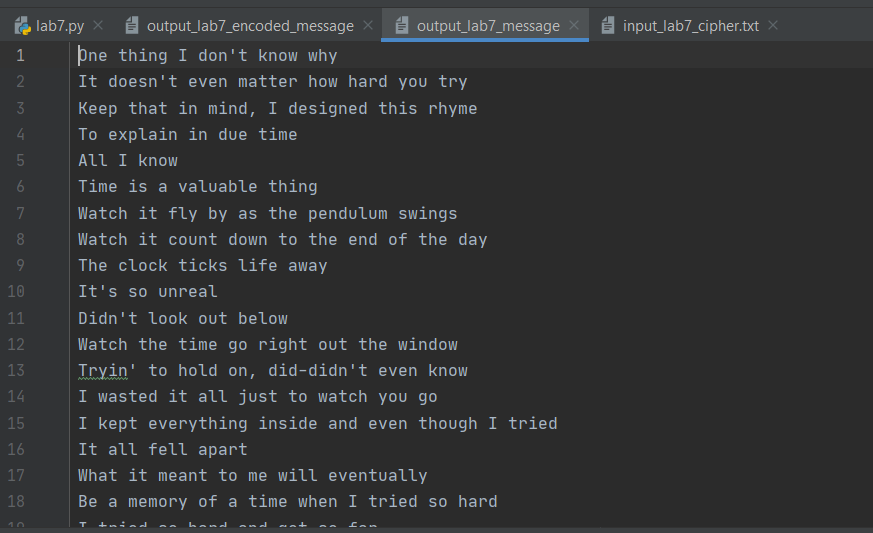 lab7.py output_lab7_encoded_message output_lab7_message input_lab7_cipher.txt
1 One thing I don't know why
2 It doesn't even matter how hard you try
3 Keep that in mind, I designed this rhyme
4 To explain in due time
5 All I know
6 Time is a valuable thing
7 Watch it fly by as the pendulum swings
8 Watch it count down to the end of the day
9 The clock ticks life away
10 It's so unreal
11 Didn't look out below
12 Watch the time go right out the window
13 Tryin' to hold on, did-didn't even know
14 I wasted it all just to watch you go
15 I kept everything inside and even though I tried
16 It all fell apart
17 What it meant to me will eventually
18 Be a memory of a time when I tried so hard